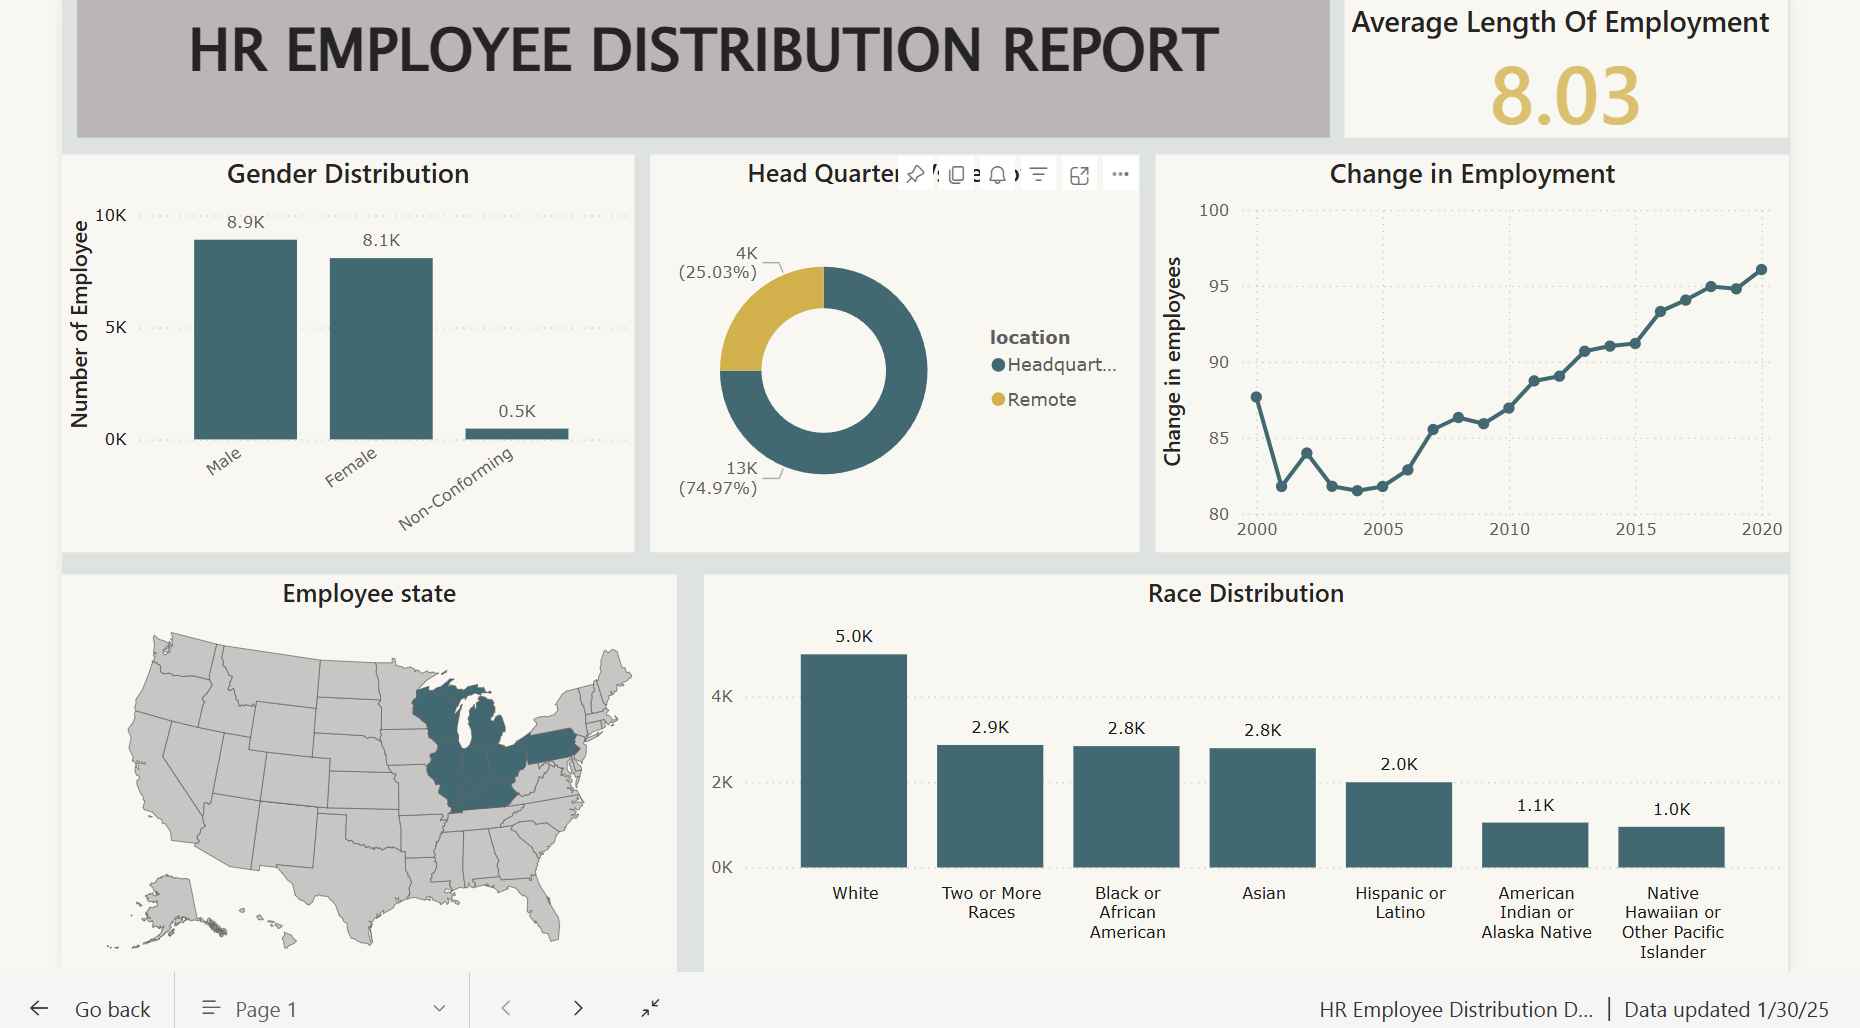 HR EMPLOYEE DISTRIBUTION REPORT
Average Length Of Employment
8.03
Gender Distribution
Number of Employee
10K
5K
0K
8.9K
8.1K
0.5K
Male
Female
Non-Conforming
Head Quarter
4K
(25.03%)
13K
(74.97%)
location
Headquart...
Remote
Change in Employment
Change in employees
100
95
90
85
80
2000
2005
2010
2015
2020
Employee state
Race Distribution
4K
2K
0K
5.0K
2.9K
2.8K
2.8K
2.0K
1.1K
1.0K
White
Two or More
Races
Black or
African
American
Asian
Hispanic or
Latino
American
Indian or
Alaska Native
Native
Hawaiian or
Other Pacific
Islander
Go back
Page 1
HR Employee Distribution D... | Data updated 1/30/25